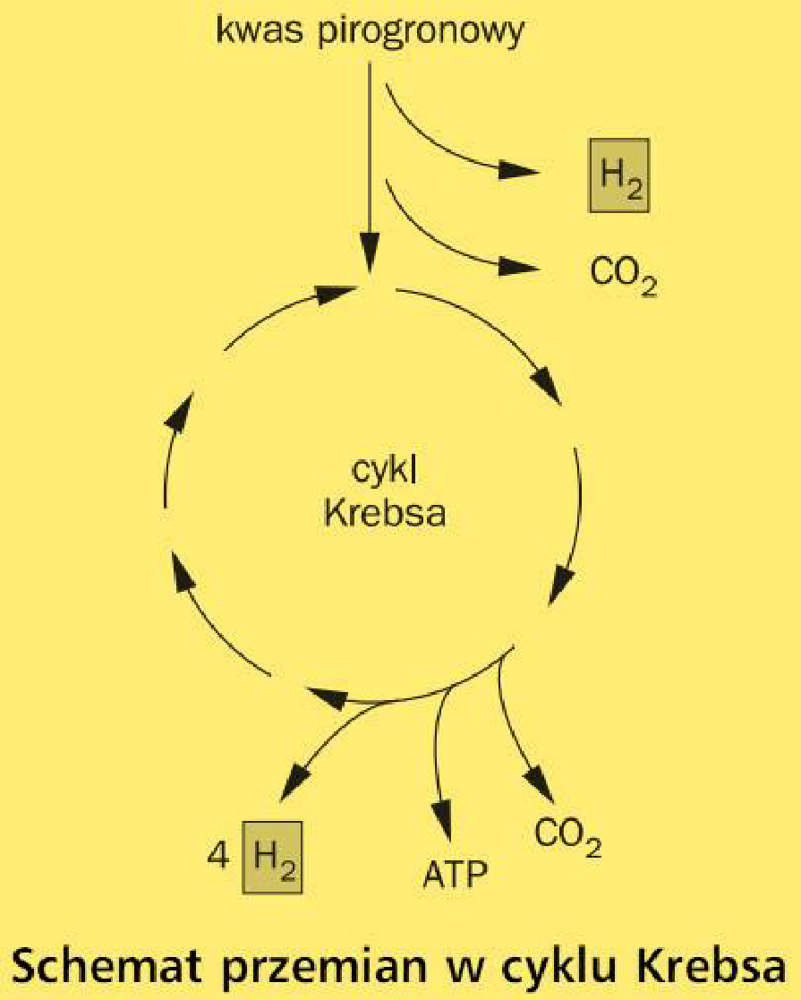 kwas pirogronowy
H₂
CO₂
cykl
Krebsa
4 H₂
ATP
CO₂
Schemat przemian w cyklu Krebsa